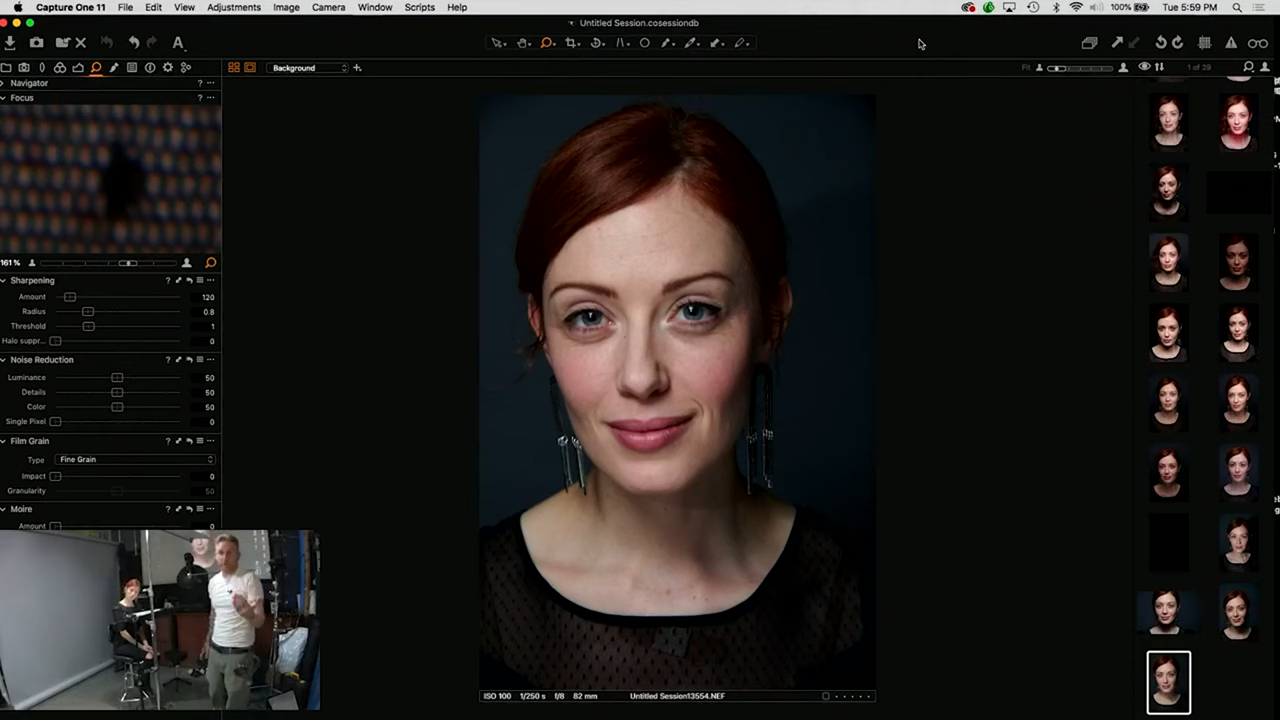 Capture One 11 File Edit View Adjustments Image Camera Window Scripts Help 100% Tue 5:59 PM
Untitled Session.cosessiondb
Background
Fit
1 of 29
Navigator
Focus
161 %
Sharpening
Amount 120
Radius 0.8
Threshold 1
Halo suppr... 0
Noise Reduction
Luminance 50
Details 50
Color 50
Single Pixel 0
Film Grain
Type Fine Grain
Impact 0
Granularity 50
Moire
Amount 0
ISO 100 1/250 s f/8 82 mm Untitled Session13554.NEF